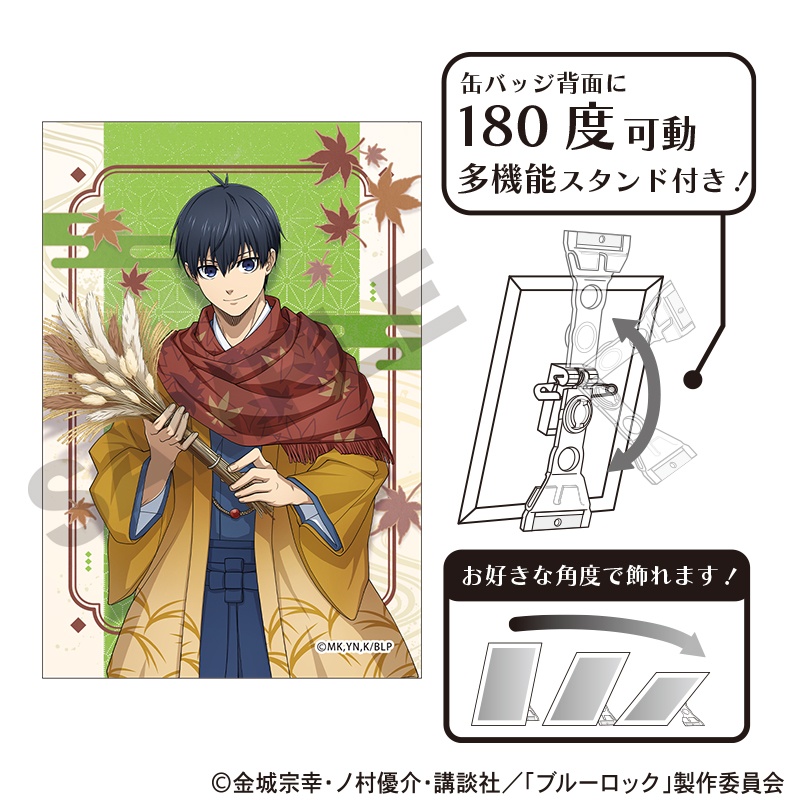 缶バッジ背面に
180度可動
多機能スタンド付き!
お好きな角度で飾れます!
SAMPLE
©MK,YN,K/BLP
©金城宗幸・ノ村優介・講談社/「ブルーロック」製作委員会